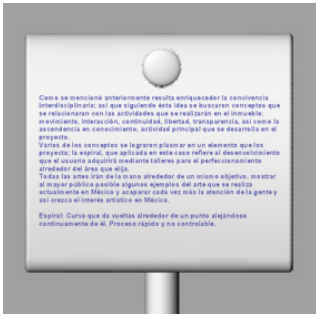 Como se mencionó anteriormente resulta enriquecedor la convivencia
interdisciplinaria; así que siguiendo ésta idea se buscaran conceptos que
se relacionaran con las actividades que se realizarán en el inmueble:
movimiento, interacción, continuidad, libertad, transparencia, así como la
ascendencia en conocimiento, actividad principal que se desarrolla en el
proyecto.
Varios de los conceptos se lograron plasmar en un elemento que les
proyecta: la espiral, que aplicada en este caso refiere al desenvolvimiento
que el usuario adquirirá mediante talleres para el perfeccionamiento
alrededor del área que elija.
Todas las artes irán de la mano alrededor de un mismo objetivo, mostrar
al mayor público posible algunos ejemplos del arte que se realiza
actualmente en México y acaparar cada vez más la atención de la gente y
así crezca el interés artístico en México.
Espiral: Curva que da vueltas alrededor de un punto alejándose
continuamente de él. Proceso rápido y no controlable.